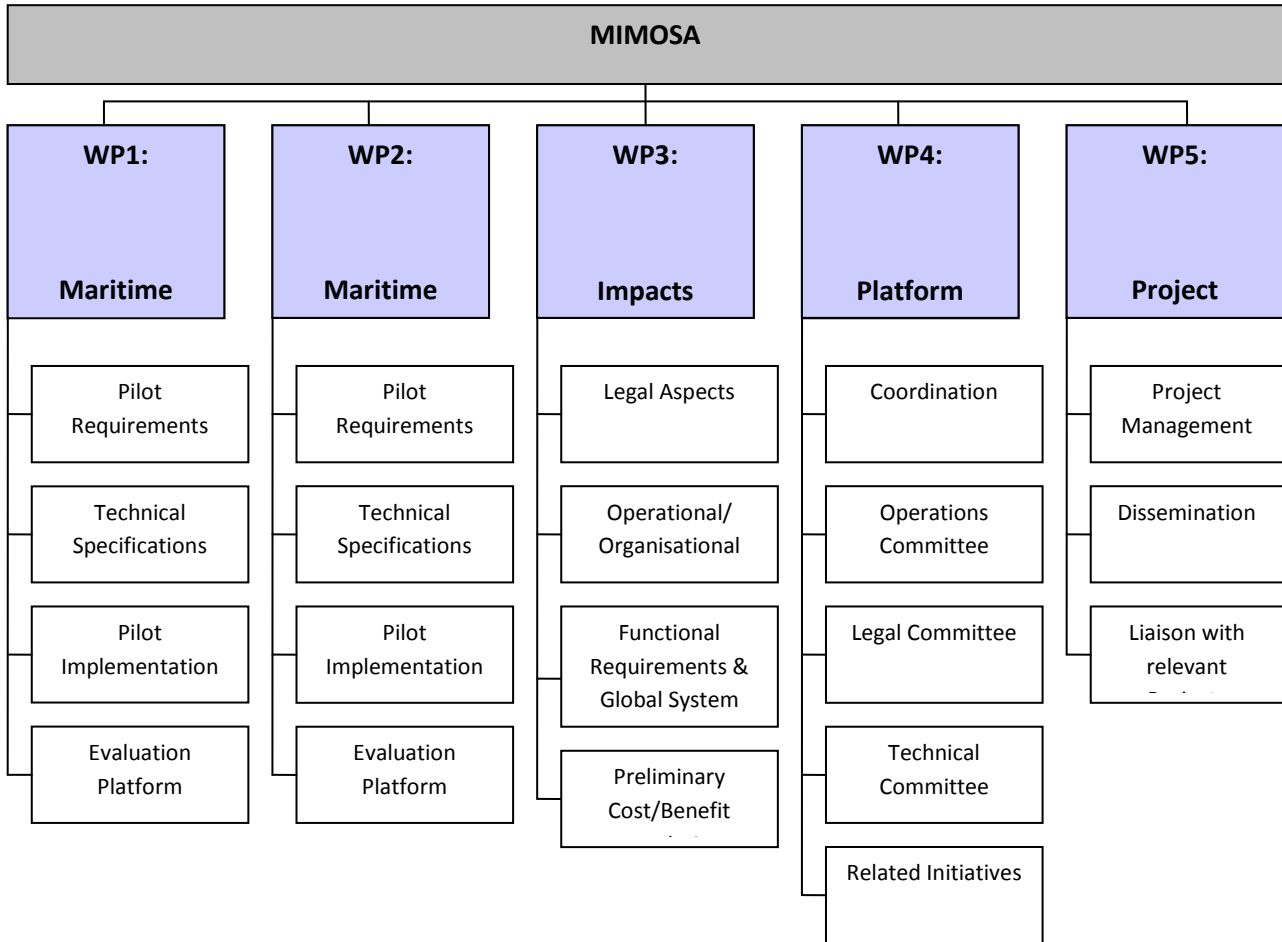 MIMOSA
WP1:
Maritime
WP2:
Maritime
WP3:
Impacts
WP4:
Platform
WP5:
Project
Pilot
Requirements
Technical
Specifications
Pilot
Implementation
Evaluation
Platform
Pilot
Requirements
Technical
Specifications
Pilot
Implementation
Evaluation
Platform
Legal Aspects
Operational/
Organisational
Functional
Requirements &
Global System
Preliminary
Cost/Benefit
Coordination
Operations
Committee
Legal Committee
Technical
Committee
Related Initiatives
Project
Management
Dissemination
Liaison with
relevant